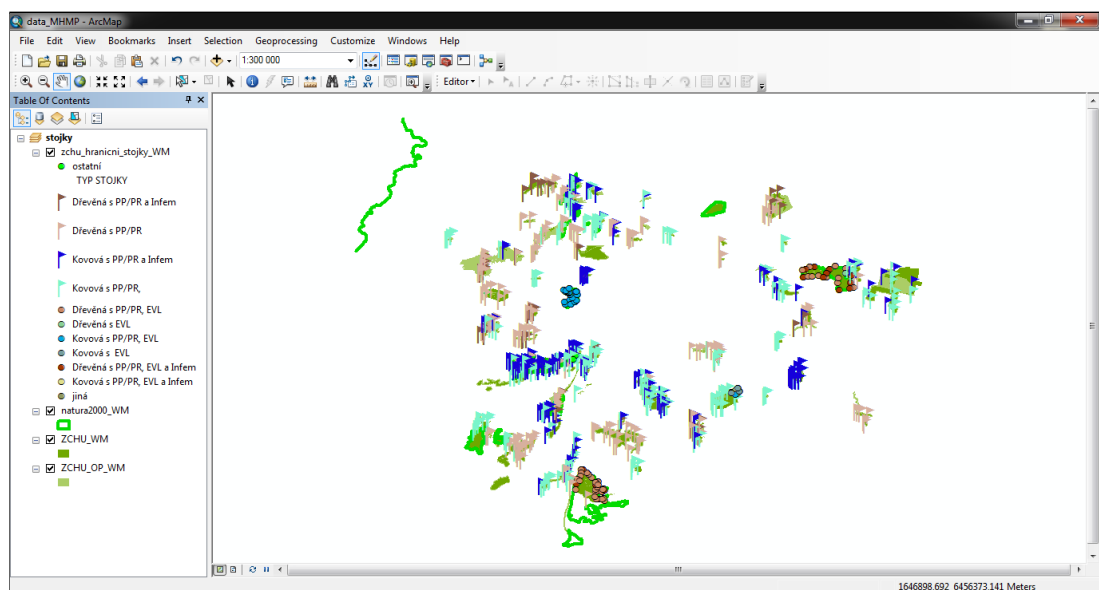 data_MHMP - ArcMap
File Edit View Bookmarks Insert Selection Geoprocessing Customize Windows Help
1:300 000
Editor
Table Of Contents
stojky
zchu_hranicni_stojky_WM
ostatní
TYP STOJKY
Dřevěná s PP/PR a Infem
Dřevěná s PP/PR
Kovová s PP/PR a Infem
Kovová s PP/PR,
Dřevěná s PP/PR, EVL
Dřevěná s EVL
Kovová s PP/PR, EVL
Kovová s EVL
Dřevěná s PP/PR, EVL a Infem
Kovová s PP/PR, EVL a Infem
jiná
natura2000_WM
ZCHU_WM
ZCHU_OP_WM
1646898.692 6456373.141 Meters